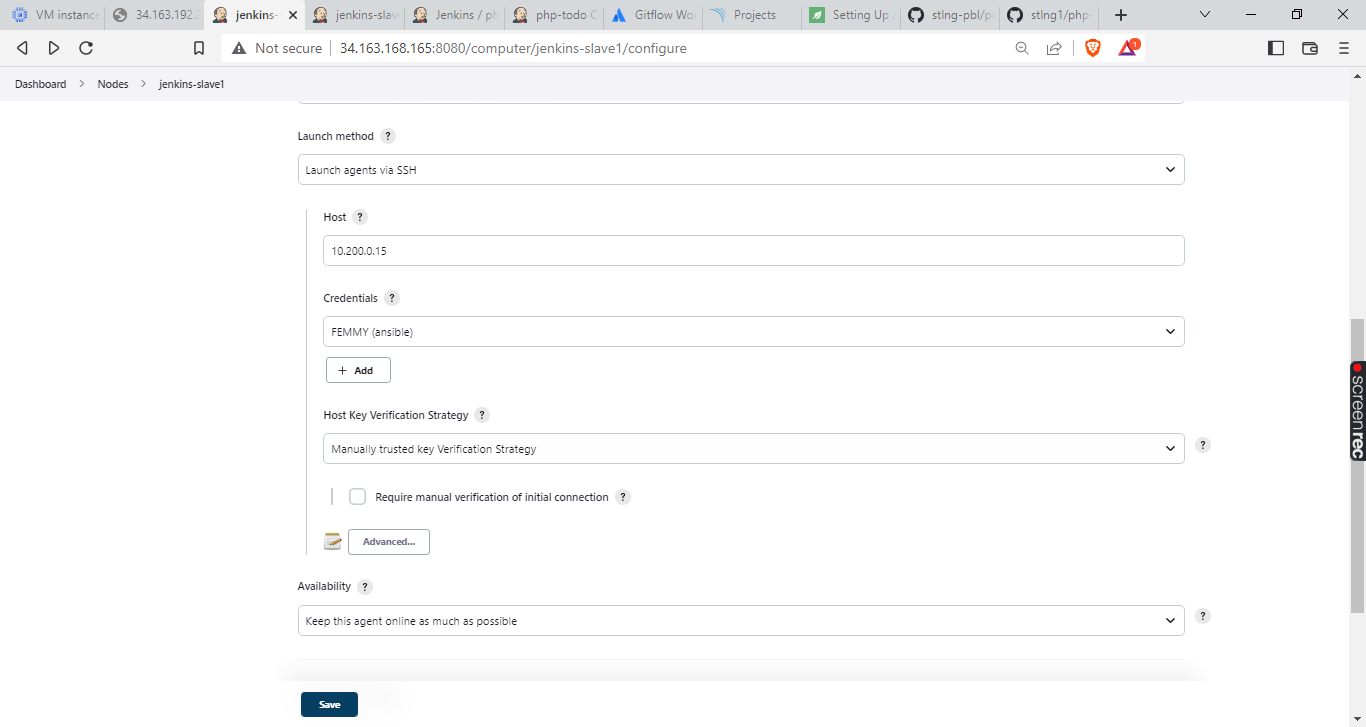 VM instance
34.163.192.2
jenkins-
jenkins-slav
Jenkins / ph
php-todo C
Gitflow Wor
Projects
Setting Up a
stlng-pbl/p
stlng1/php-
Not secure
34.163.168.165:8080/computer/jenkins-slave1/configure
1
Dashboard > Nodes > jenkins-slave1
Launch method ?
Launch agents via SSH
Host ?
10.200.0.15
Credentials ?
FEMMY (ansible)
+ Add
Host Key Verification Strategy ?
Manually trusted key Verification Strategy
?
Require manual verification of initial connection ?
Advanced...
Availability ?
Keep this agent online as much as possible
?
Save
screenrec